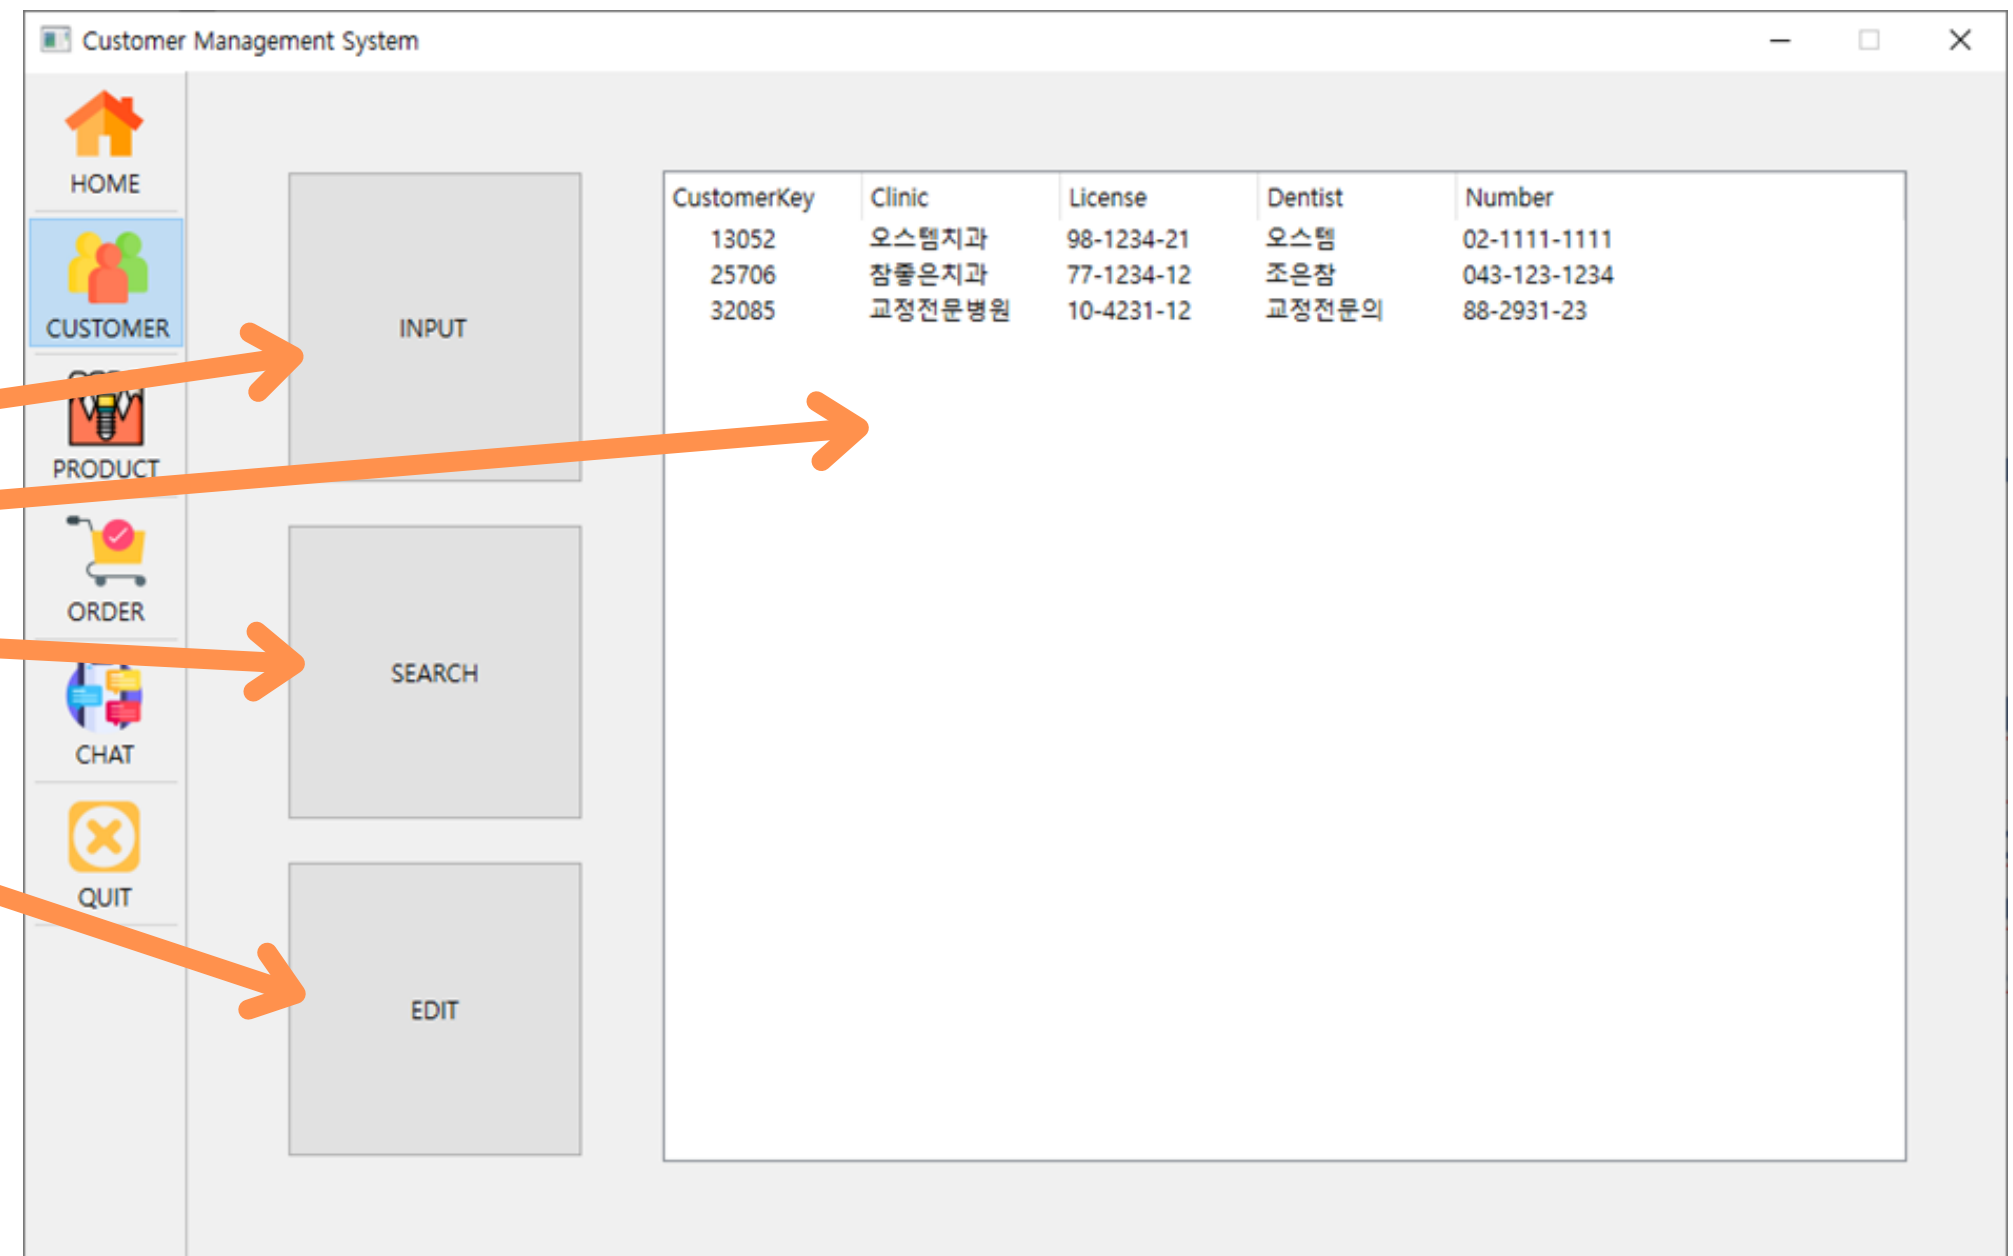 Customer Management System
HOME
CUSTOMER
PRODUCT
ORDER
CHAT
QUIT
INPUT
SEARCH
EDIT
CustomerKey Clinic License Dentist Number
13052 오스템치과 98-1234-21 오스템 02-1111-1111
25706 참좋은치과 77-1234-12 조은참 043-123-1234
32085 교정전문병원 10-4231-12 교정전문의 88-2931-23